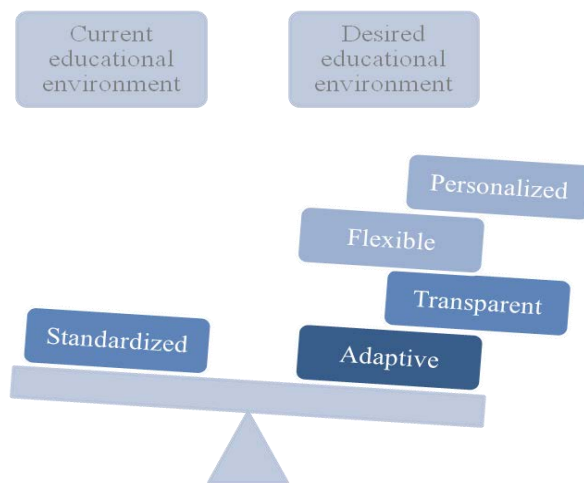 Current
educational
environment
Desired
educational
environment
Personalized
Flexible
Transparent
Standardized
Adaptive